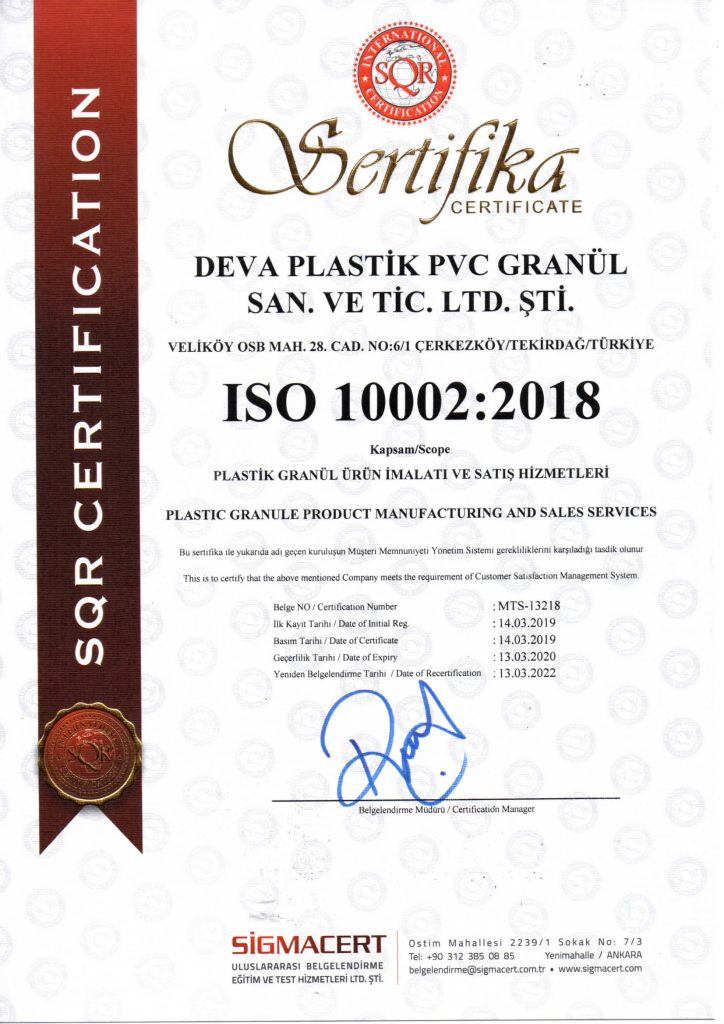 INTERNATIONAL
SQR
CERTIFICATION
Sertifika
CERTIFICATE
SQR CERTIFICATION
DEVA PLASTİK PVC GRANÜL
SAN. VE TİC. LTD. ŞTİ.
VELİKÖY OSB MAH. 28. CAD. NO:6/1 ÇERKEZKÖY/TEKİRDAĞ/TÜRKİYE
ISO 10002:2018
Kapsam/Scope
PLASTİK GRANÜL ÜRÜN İMALATI VE SATIŞ HİZMETLERİ
PLASTIC GRANULE PRODUCT MANUFACTURING AND SALES SERVICES
Bu sertifika ile yukarıda adı geçen kuruluşun Müşteri Memnuniyeti Yönetim Sistemi gerekliliklerini karşıladığı tasdik olunur
This is to certify that the above mentioned Company meets the requirement of Customer Satisfaction Management System.
Belge NO / Certification Number : MTS-13218
İlk Kayıt Tarihi / Date of Initial Reg. : 14.03.2019
Basım Tarihi / Date of Certificate : 14.03.2019
Geçerlilik Tarihi / Date of Expiry : 13.03.2020
Yeniden Belgelendirme Tarihi / Date of Recertification : 13.03.2022
SQR
Belgelendirme Müdürü / Certification Manager
SİGMACERT
ULUSLARARASI BELGELENDİRME
EĞİTİM VE TEST HİZMETLERİ LTD. ŞTİ.
Ostim Mahallesi 2239/1 Sokak No: 7/3
Tel: +90 312 385 08 85 Yenimahalle / ANKARA
belgelendirme@sigmacert.com.tr • www.sigmacert.com